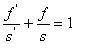 f'/s' + f/s = 1